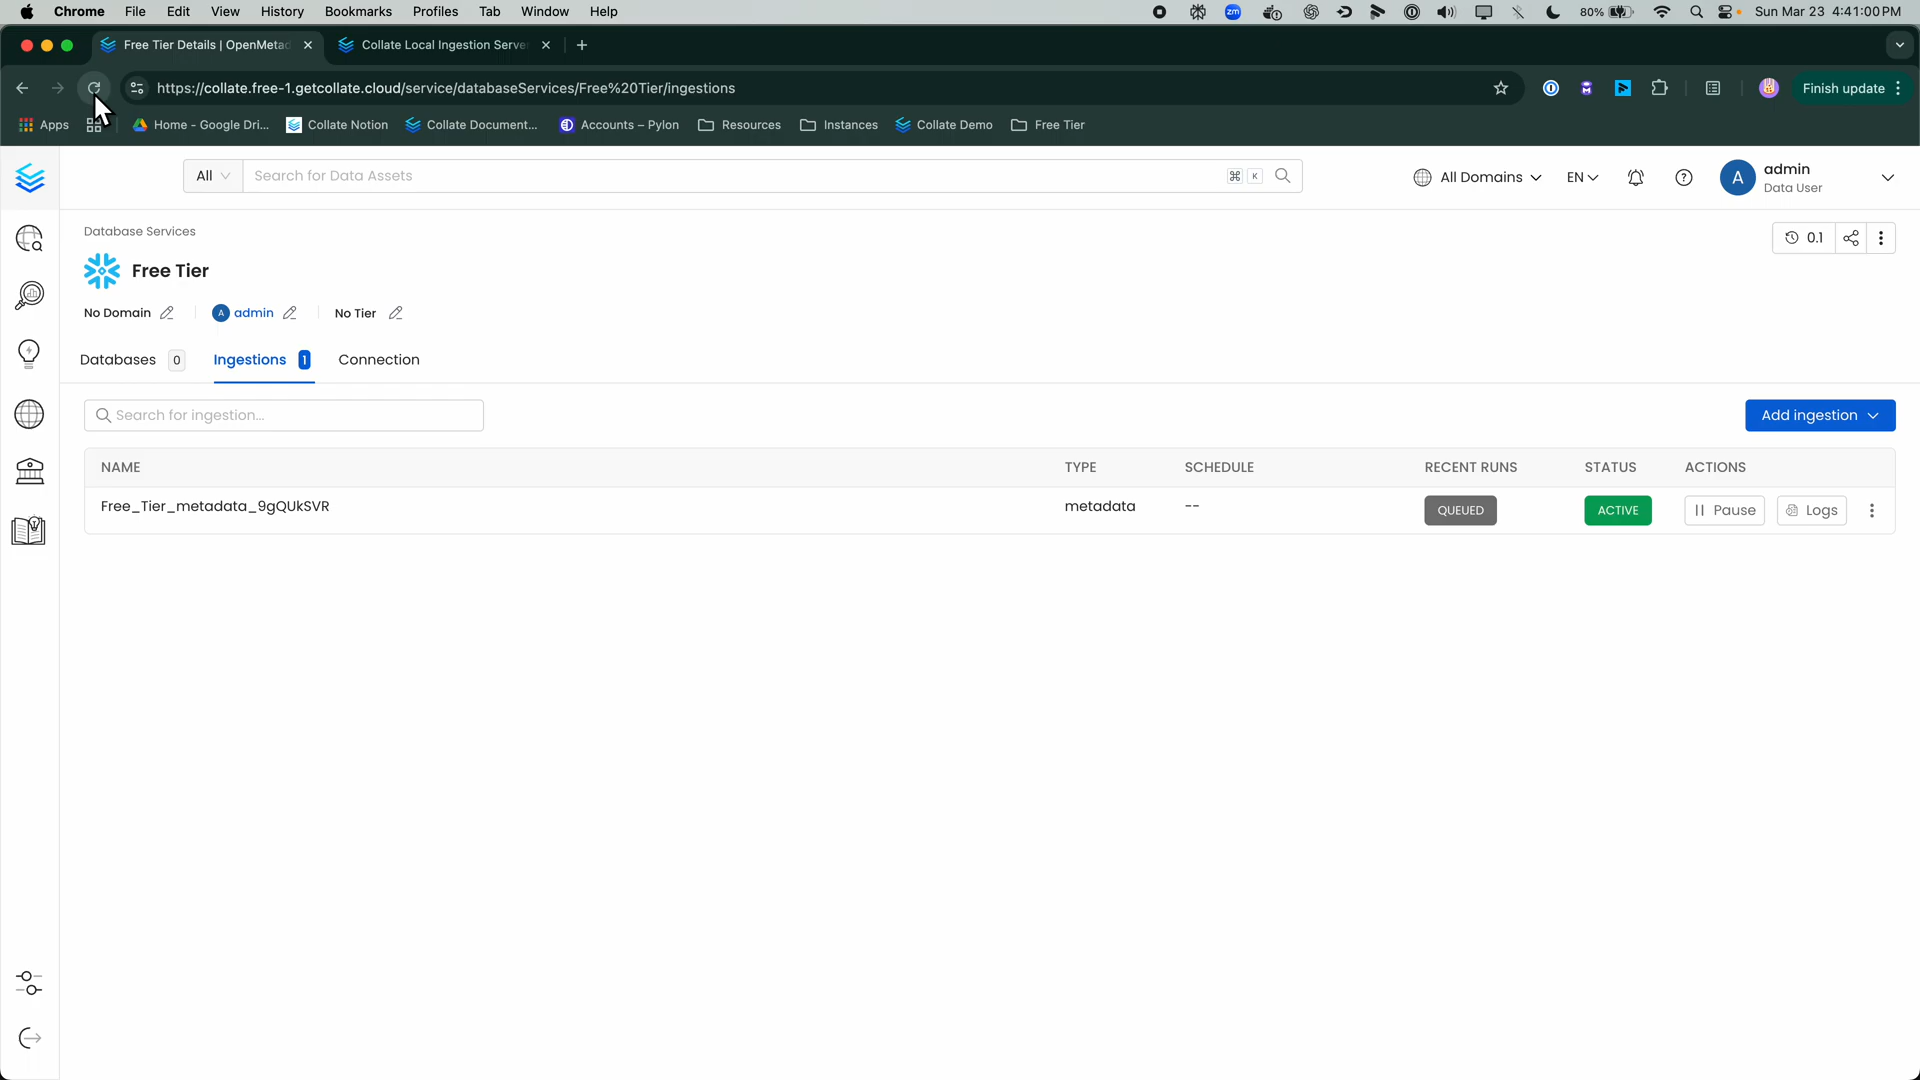 Chrome File Edit View History Bookmarks Profiles Tab Window Help zm 80% Sun Mar 23 4:41:00 PM
Free Tier Details | OpenMetad Collate Local Ingestion Serve
https://collate.free-1.getcollate.cloud/service/databaseServices/Free%20Tier/ingestions Finish update
Apps Home - Google Dri... Collate Notion Collate Document... Accounts – Pylon Resources Instances Collate Demo Free Tier
All Search for Data Assets ⌘ K All Domains EN A admin
Data User
Database Services 0.1
Free Tier
No Domain A admin No Tier
Databases 0 Ingestions 1 Connection
Search for ingestion... Add ingestion
NAME TYPE SCHEDULE RECENT RUNS STATUS ACTIONS
Free_Tier_metadata_9gQUkSVR metadata -- QUEUED ACTIVE Pause Logs